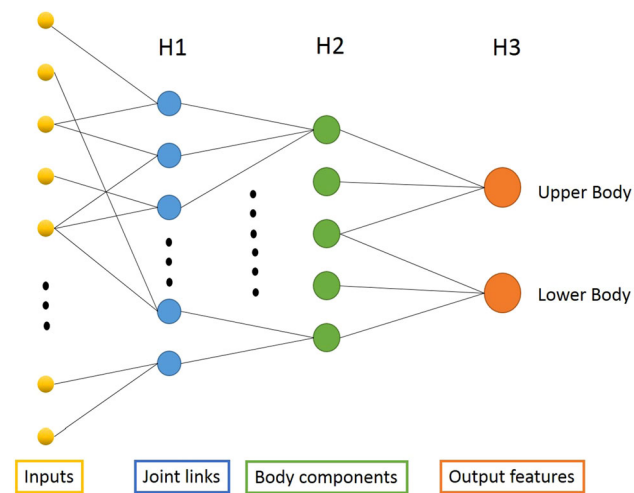 H1
H2
H3
Upper Body
Lower Body
Inputs
Joint links
Body components
Output features